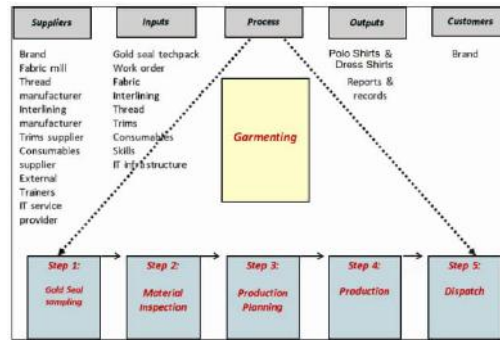 Suppliers
Inputs
Process
Outputs
Customers
Brand
Fabric mill
Thread
manufacturer
Interlining
manufacturer
Trims supplier
Consumables
supplier
External
Trainers
IT service
provider
Gold seal techpack
Work order
Fabric
Interlining
Thread
Trims
Consumables
Skills
IT infrastructure
Garmenting
Polo Shirts &
Dress Shirts
Reports &
records
Brand
Step 1:
Gold Seal
sampling
Step 2:
Material
Inspection
Step 3:
Production
Planning
Step 4:
Production
Step 5:
Dispatch